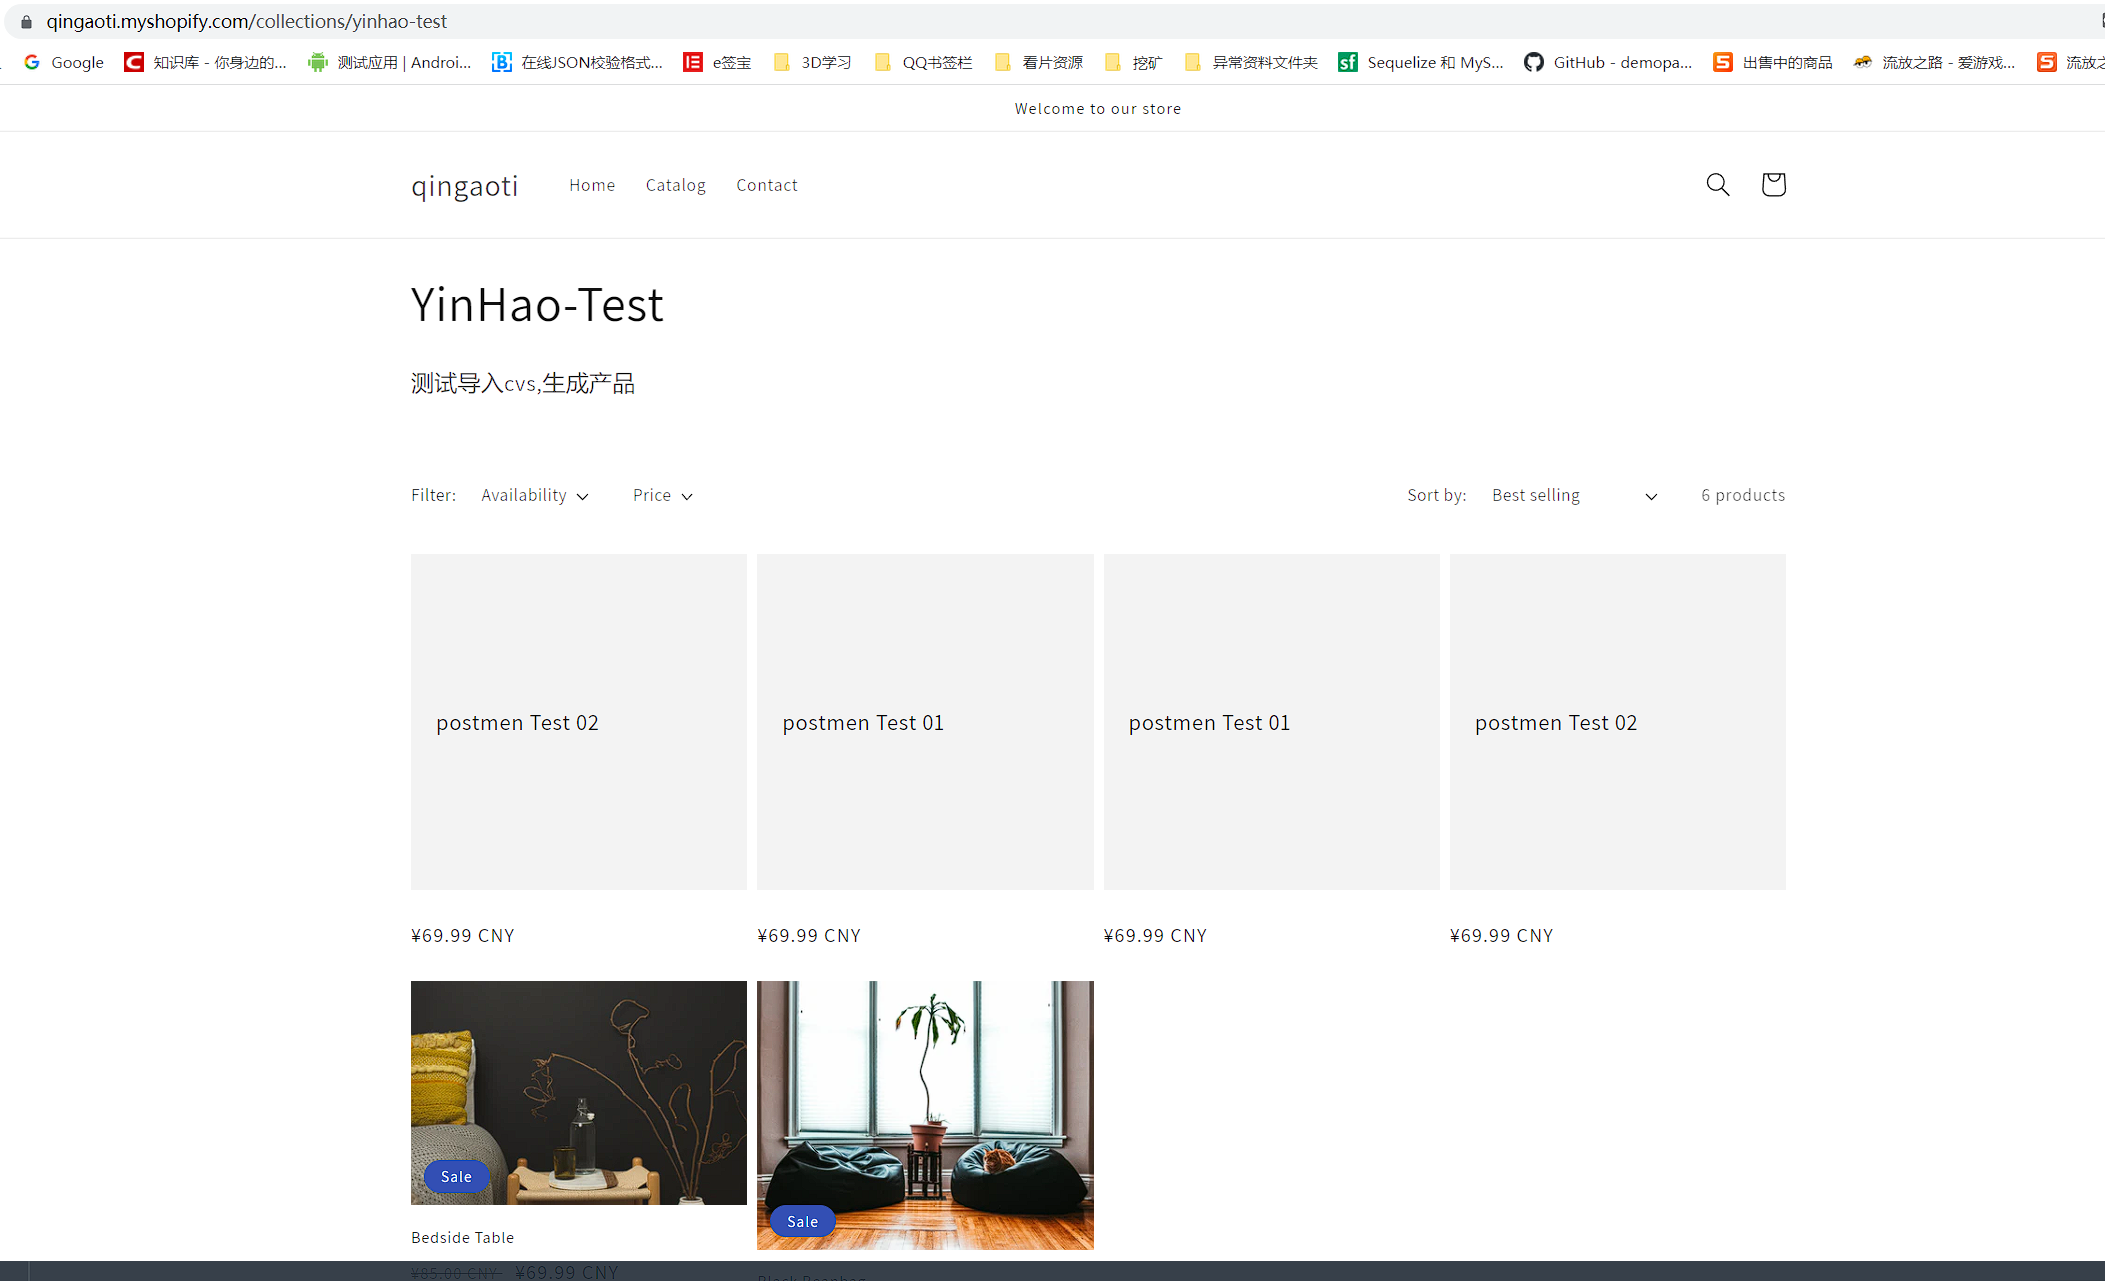 qingaoti.myshopify.com/collections/yinhao-test
Google 知识库 - 你身边的... 测试应用 | Androi... 在线JSON校验格式... e签宝 3D学习 QQ书签栏 看片资源 挖矿 异常资料文件夹 Sequelize 和 MyS... GitHub - demopa... 出售中的商品 流放之路 - 爱游戏... 流放之
Welcome to our store
qingaoti Home Catalog Contact
YinHao-Test
测试导入cvs,生成产品
Filter: Availability Price Sort by: Best selling 6 products
postmen Test 02 postmen Test 01 postmen Test 01 postmen Test 02
¥69.99 CNY ¥69.99 CNY ¥69.99 CNY ¥69.99 CNY
Sale
Sale
Bedside Table
¥85.00 CNY ¥69.99 CNY